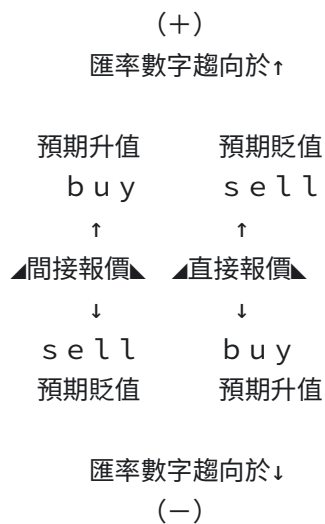 （＋）
匯率數字趨向於↑
預期升值　預期貶值
ｂｕｙ　ｓｅｌｌ
↑　↑
◢間接報價◣　◢直接報價◣
↓　↓
ｓｅｌｌ　ｂｕｙ
預期貶值　預期升值
匯率數字趨向於↓
（－）